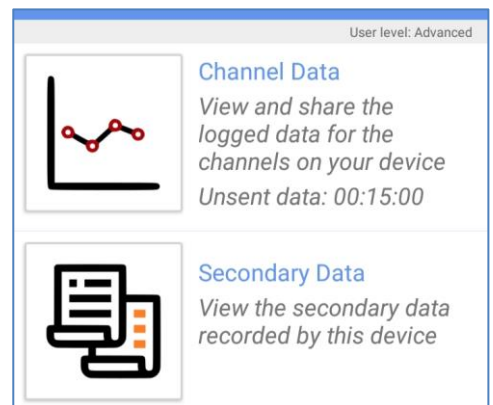 User level: Advanced
Channel Data
View and share the
logged data for the
channels on your device
Unsent data: 00:15:00
Secondary Data
View the secondary data
recorded by this device